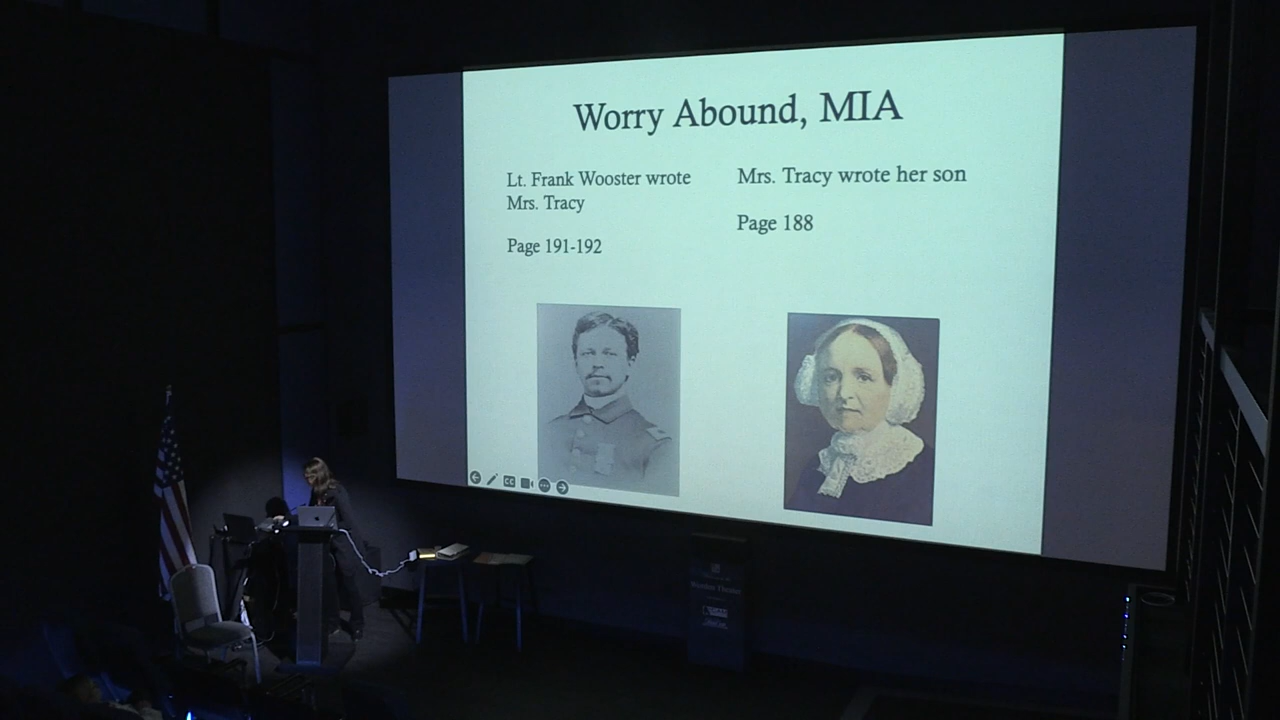 Worry Abound, MIA
Lt. Frank Wooster wrote
Mrs. Tracy
Page 191-192
Mrs. Tracy wrote her son
Page 188
CC